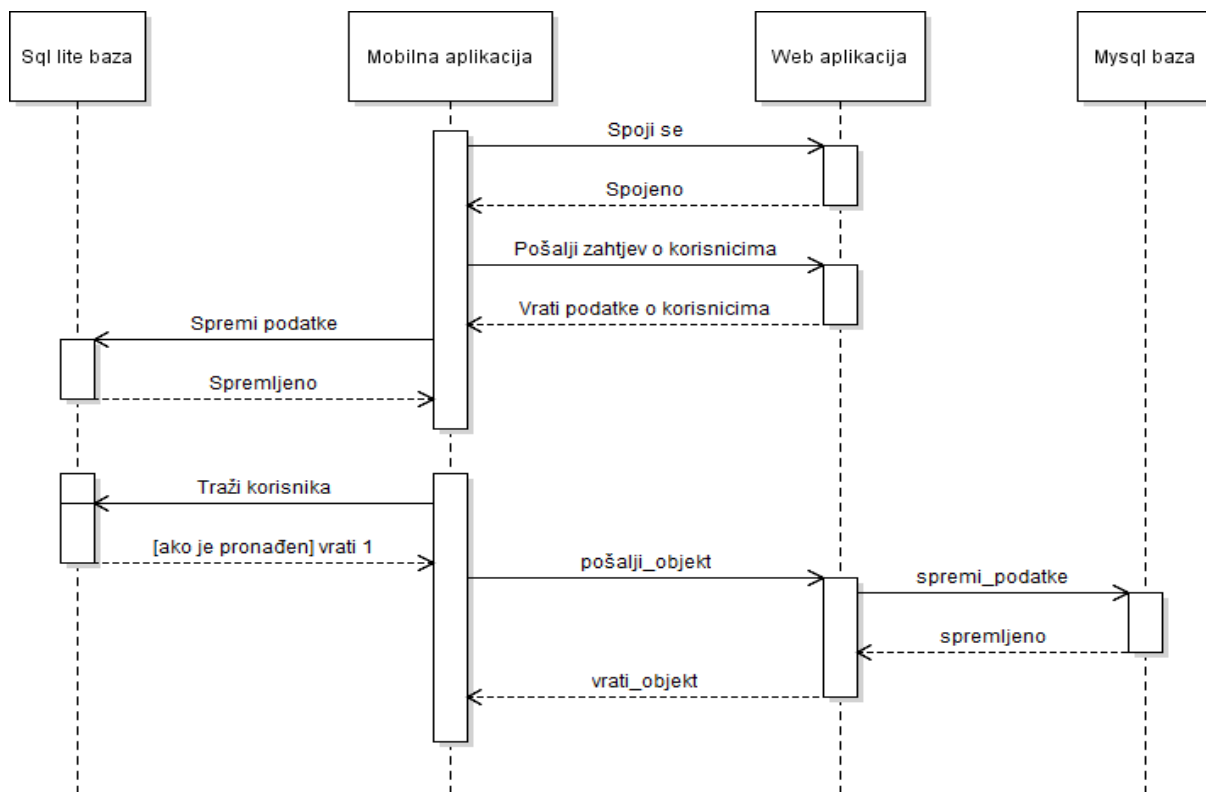 Sql lite baza
Mobilna aplikacija
Web aplikacija
Mysql baza
Spoji se
Spojeno
Pošalji zahtjev o korisnicima
Vrati podatke o korisnicima
Spremi podatke
Spremljeno
Traži korisnika
[ako je pronađen] vrati 1
pošalji_objekt
spremi_podatke
spremljeno
vrati_objekt